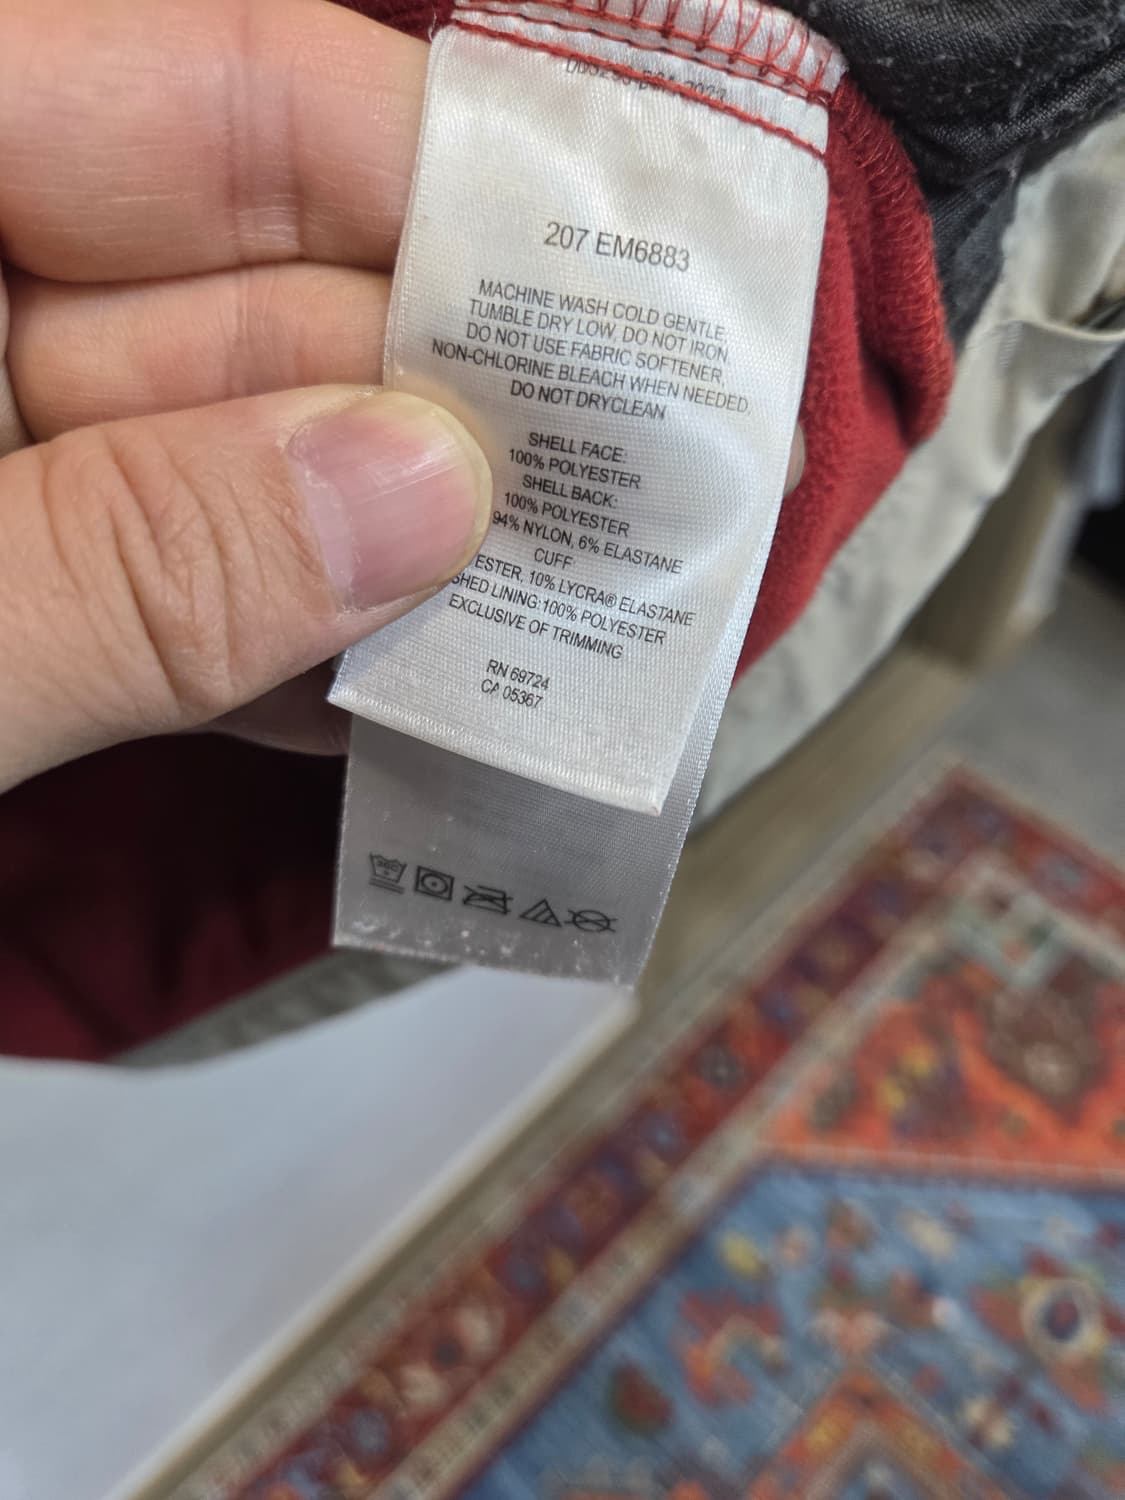 207 EM6883
MACHINE WASH COLD GENTLE,
TUMBLE DRY LOW, DO NOT IRON,
DO NOT USE FABRIC SOFTENER,
NON-CHLORINE BLEACH WHEN NEEDED,
DO NOT DRYCLEAN
SHELL FACE:
100% POLYESTER
SHELL BACK:
100% POLYESTER
94% NYLON, 6% ELASTANE
CUFF:
10% LYCRA® ELASTANE
LINING:100% POLYESTER
EXCLUSIVE OF TRIMMING
RN 69724
CA 05367